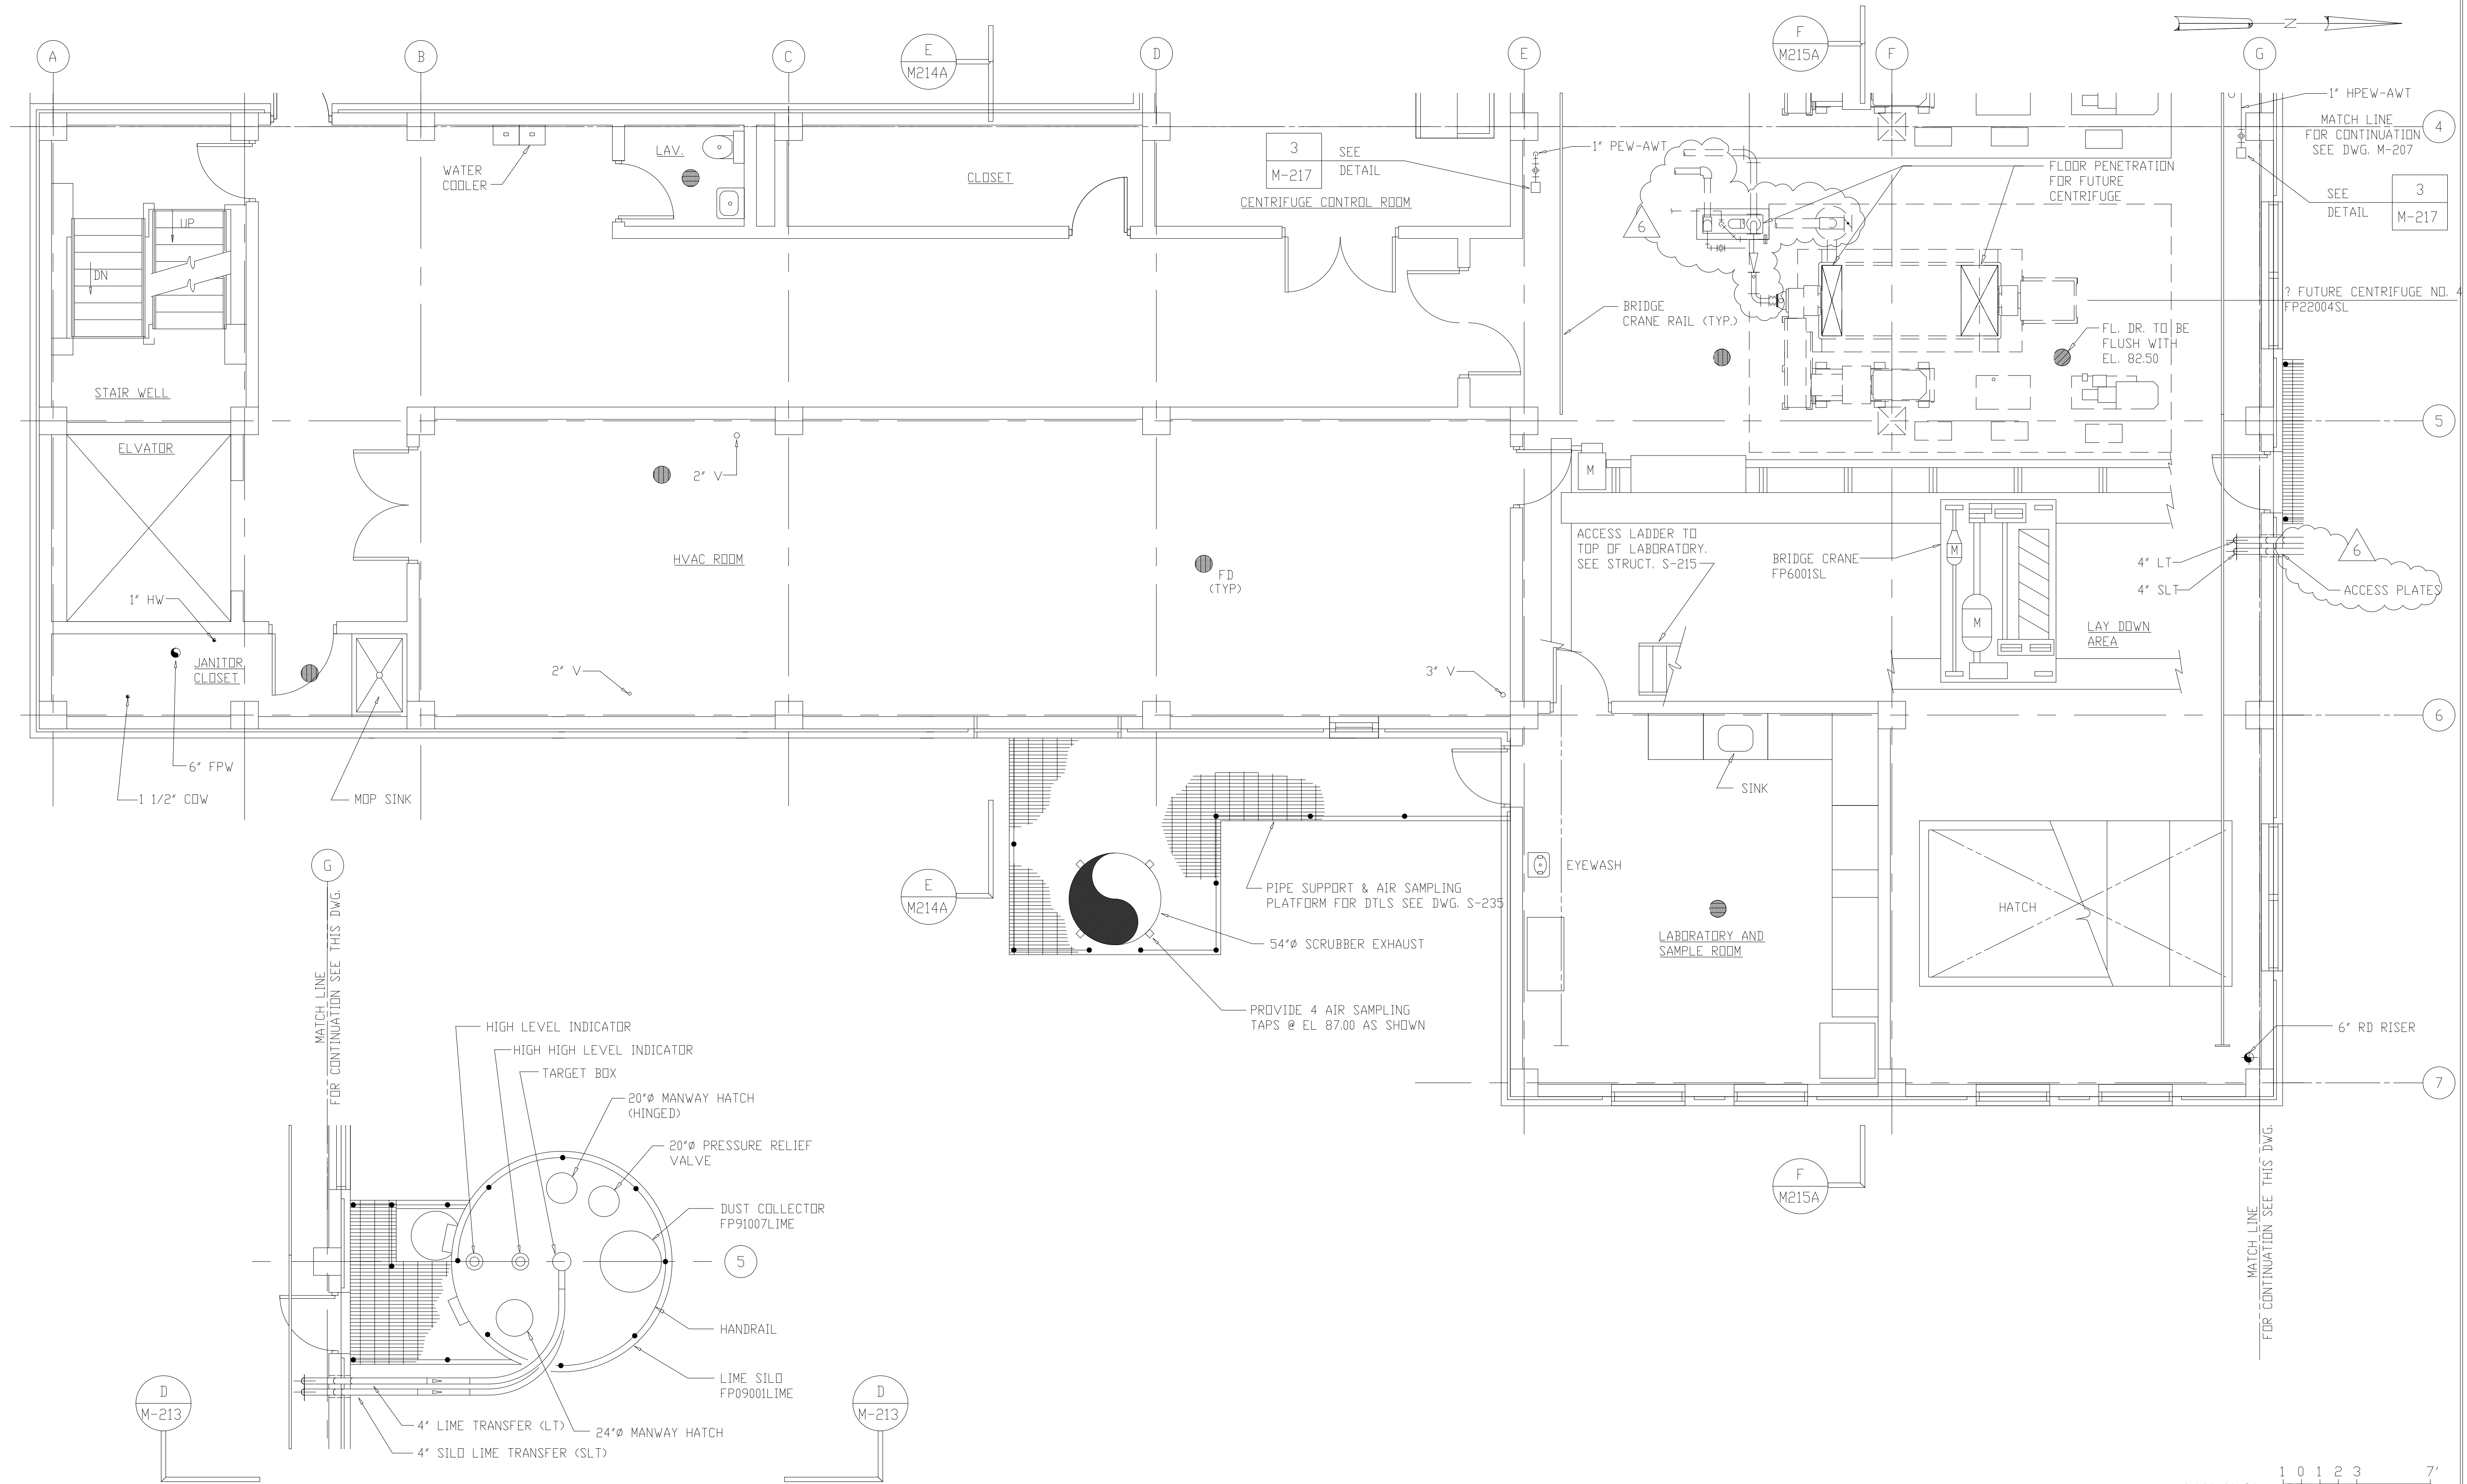 A
B
C
E
M214A
D
E
F
M215A
F
N
G
1" HPEW-AWT
MATCH LINE
FOR CONTINUATION
SEE DWG. M-207
4
WATER
COOLER
LAV.
CLOSET
3
M-217
SEE
DETAIL
CENTRIFUGE CONTROL ROOM
1" PEW-AWT
6
FLOOR PENETRATION
FOR FUTURE
CENTRIFUGE
SEE
DETAIL
3
M-217
UP
DN
STAIR WELL
BRIDGE
CRANE RAIL (TYP.)
? FUTURE CENTRIFUGE NO. 4
FP22004SL
FL. DR. TO BE
FLUSH WITH
EL. 82.50
5
ELVATOR
2" V
M
HVAC ROOM
FD
(TYP)
ACCESS LADDER TO
TOP OF LABORATORY.
SEE STRUCT. S-215
BRIDGE CRANE
FP6001SL
M
M
4" LT
4" SLT
6
ACCESS PLATES
LAY DOWN
AREA
1" HW
JANITOR
CLOSET
2" V
3" V
6
6" FPW
1 1/2" COW
MOP SINK
SINK
EYEWASH
E
M214A
PIPE SUPPORT & AIR SAMPLING
PLATFORM FOR DTLS SEE DWG. S-235
54"Ø SCRUBBER EXHAUST
PROVIDE 4 AIR SAMPLING
TAPS @ EL 87.00 AS SHOWN
LABORATORY AND
SAMPLE ROOM
HATCH
6" RD RISER
7
G
MATCH LINE
FOR CONTINUATION SEE THIS DWG.
HIGH LEVEL INDICATOR
HIGH HIGH LEVEL INDICATOR
TARGET BOX
20"Ø MANWAY HATCH
(HINGED)
20"Ø PRESSURE RELIEF
VALVE
DUST COLLECTOR
FP91007LIME
5
HANDRAIL
LIME SILO
FP09001LIME
4" LIME TRANSFER (LT)
24"Ø MANWAY HATCH
4" SILO LIME TRANSFER (SLT)
D
M-213
D
M-213
F
M215A
MATCH LINE
FOR CONTINUATION SEE THIS DWG.
1 0 1 2 3 7'